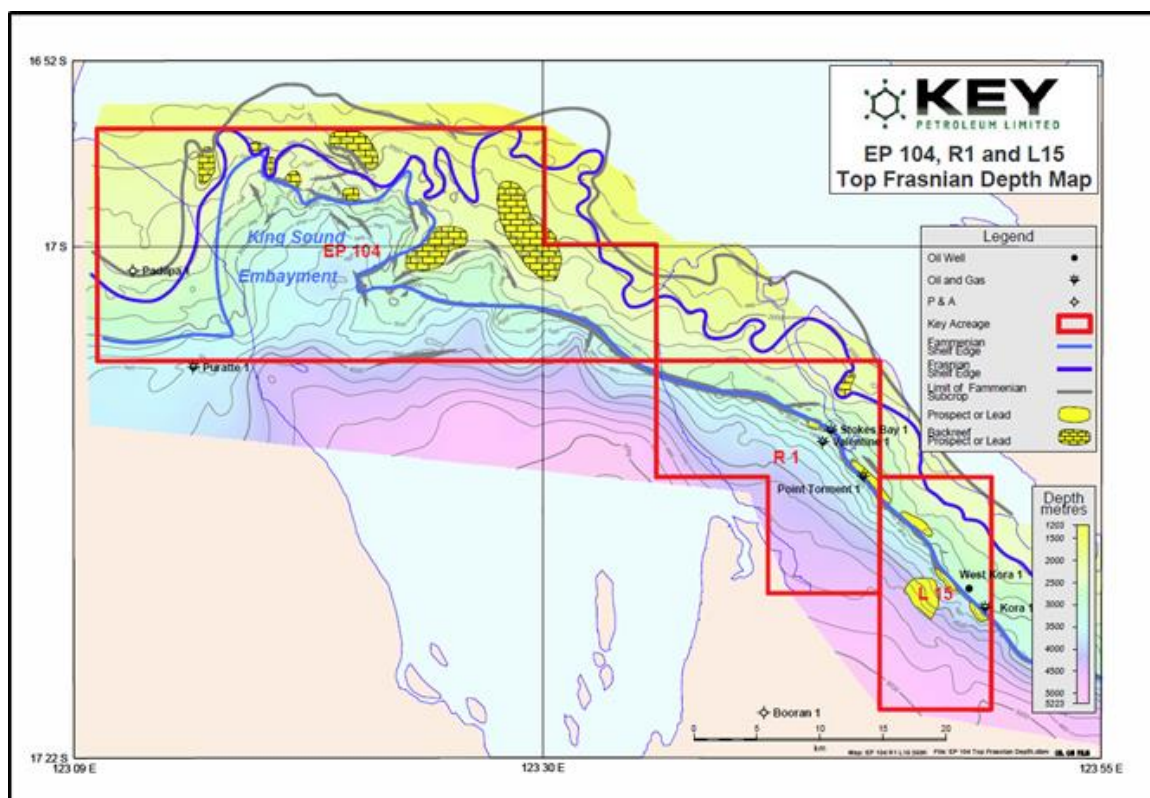 16 52 S
KEY
PETROLEUM LIMITED
EP 104, R1 and L15
Top Frasnian Depth Map
Legend
Oil Well
Oil and Gas
P & A
Key Acreage
Fammenian
Shelf Edge
Frasnian
Shelf Edge
Limit of Fammenian
Subcrop
Prospect or Lead
Backreef
Prospect or Lead
17 S
King Sound
EP 104
Embayment
Padilpa 1
Puratte 1
Stokes Bay 1
Valentine 1
R 1
Point Torment 1
Depth
metres
1203
1500
2000
2500
3000
3500
4000
5000
5223
West Kora 1
L 15
Kora 1
Booran 1
0 5 10 15 20
km
17 22 S
123 09 E
123 30 E
123 55 E